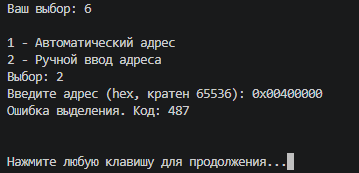 Ваш выбор: 6
1 - Автоматический адрес
2 - Ручной ввод адреса
Выбор: 2
Введите адрес (hex, кратен 65536): 0x00400000
Ошибка выделения. Код: 487
Нажмите любую клавишу для продолжения...